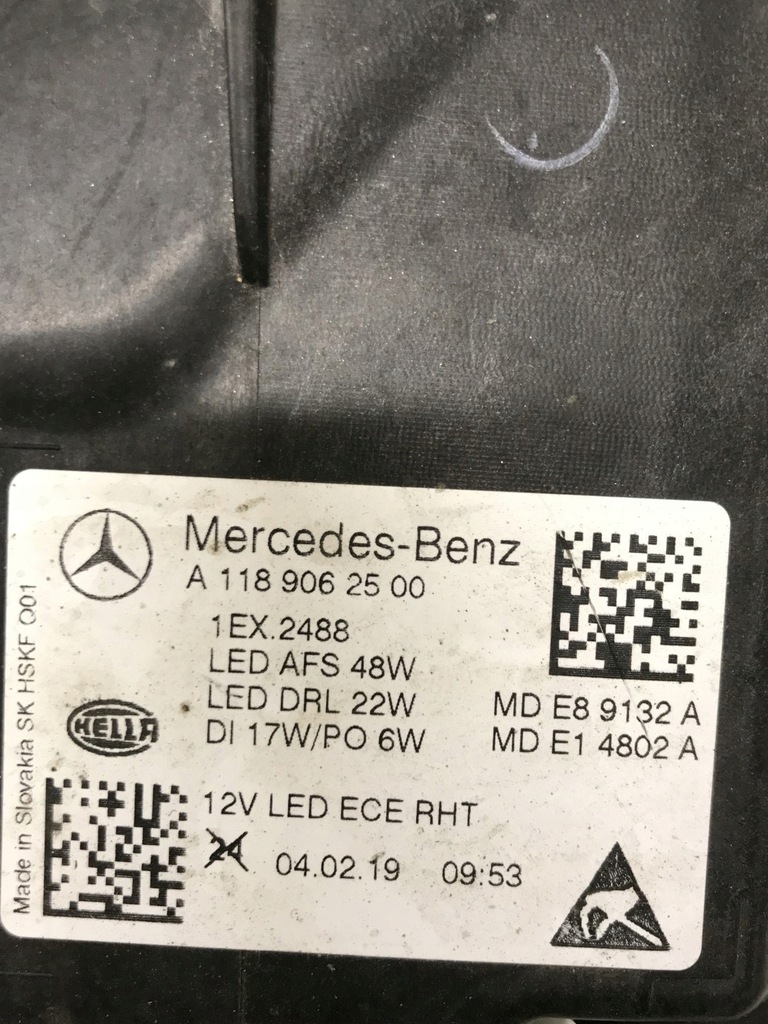 Mercedes-Benz
A 118 906 25 00
1EX.2488
LED AFS 48W
LED DRL 22W
DI 17W/PO 6W
MD E8 9132 A
MD E1 4802 A
HELLA
12V LED ECE RHT
24 04.02.19 09:53
Made in Slovakia SK HSKF Q01